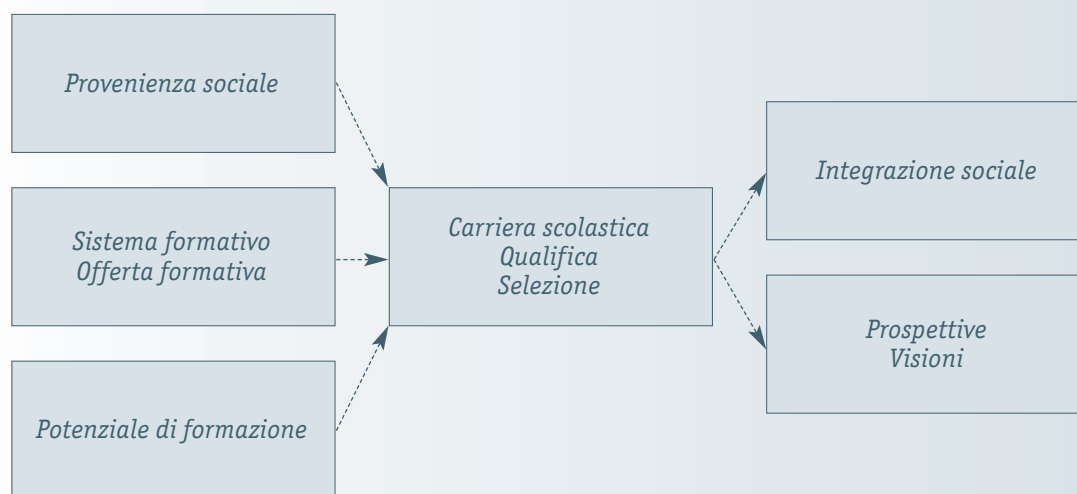 Provenienza sociale
Sistema formativo
Offerta formativa
Potenziale di formazione
Carriera scolastica
Qualifica
Selezione
Integrazione sociale
Prospettive
Visioni